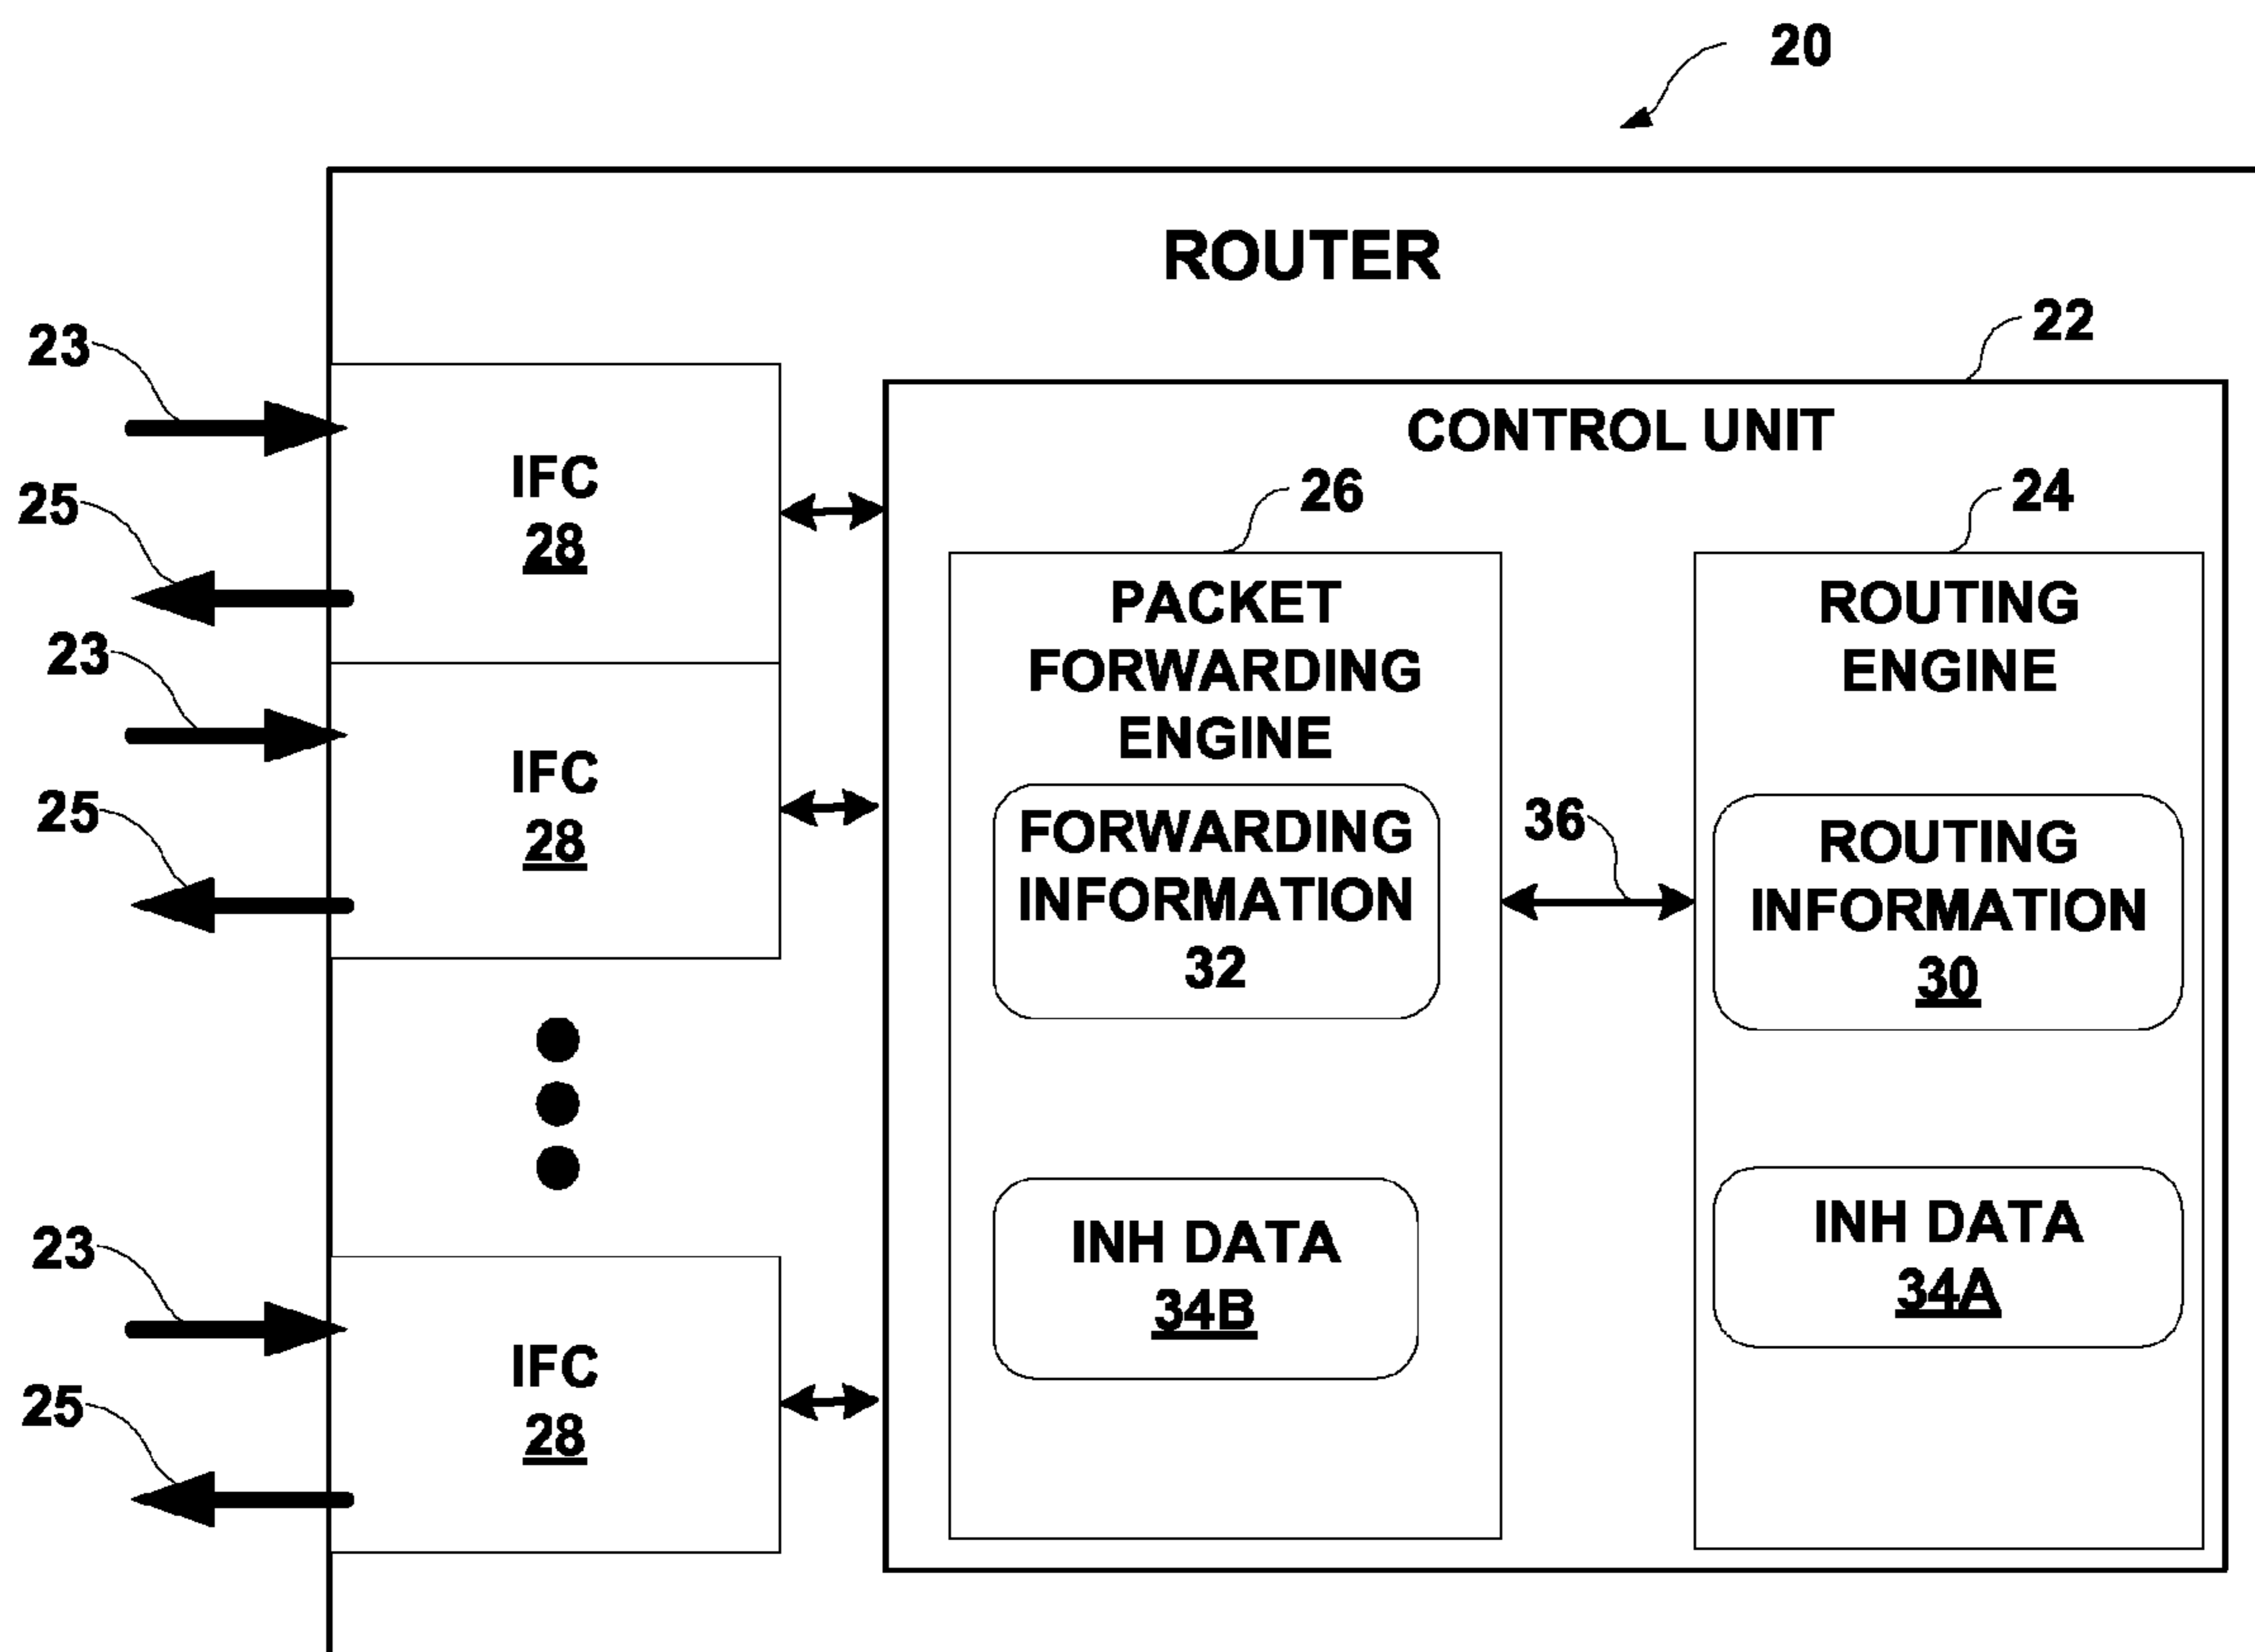 20
ROUTER
22
CONTROL UNIT
23
25
IFC
28
23
25
IFC
28
23
25
IFC
28
26
PACKET
FORWARDING
ENGINE
FORWARDING
INFORMATION
32
INH DATA
34B
36
24
ROUTING
ENGINE
ROUTING
INFORMATION
30
INH DATA
34A